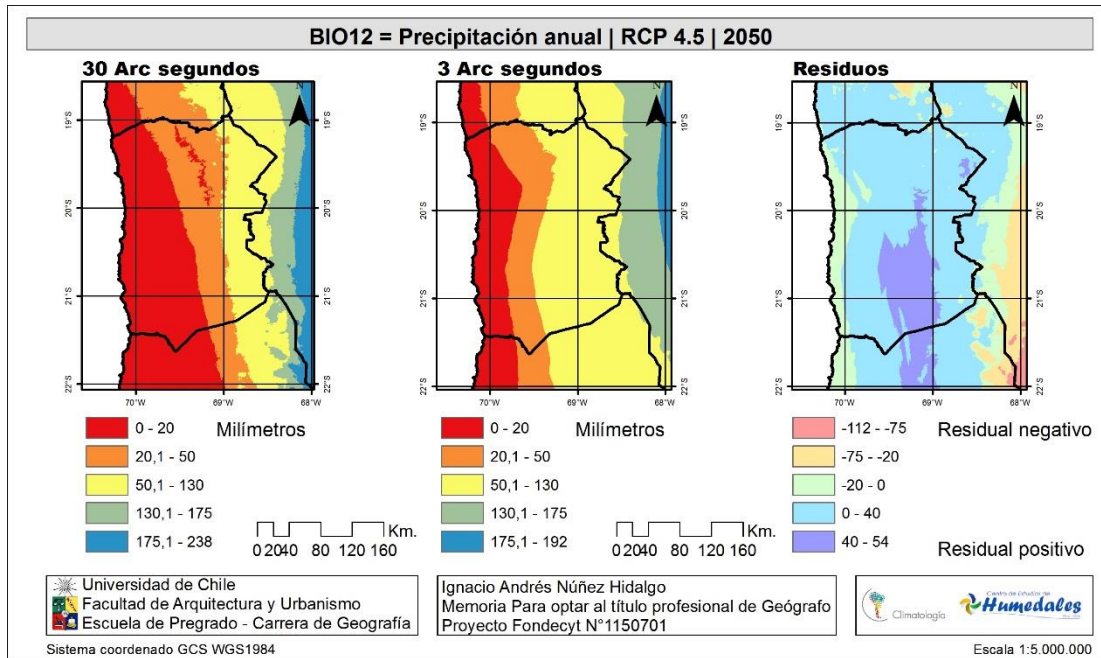 BIO12 = Precipitación anual | RCP 4.5 | 2050
30 Arc segundos
3 Arc segundos
Residuos
N
N
N
19°S
20°S
21°S
22°S
19°S
20°S
21°S
22°S
19°S
20°S
21°S
22°S
19°S
20°S
21°S
22°S
19°S
20°S
21°S
22°S
19°S
20°S
21°S
22°S
70°W 69°W 68°W
70°W 69°W 68°W
70°W 69°W 68°W
0 - 20 Milímetros
20,1 - 50
50,1 - 130
130,1 - 175
175,1 - 238
Km.
0 20 40 80 120 160
0 - 20 Milímetros
20,1 - 50
50,1 - 130
130,1 - 175
175,1 - 192
Km.
0 20 40 80 120 160
-112 - -75 Residual negativo
-75 - -20
-20 - 0
0 - 40
40 - 54 Residual positivo
Universidad de Chile
Facultad de Arquitectura y Urbanismo
Escuela de Pregrado - Carrera de Geografía
Ignacio Andrés Núñez Hidalgo
Memoria Para optar al título profesional de Geógrafo
Proyecto Fondecyt N°1150701
Climatología
Centro de Estudios de
Humedales
Sistema coordenado GCS WGS1984
Escala 1:5.000.000